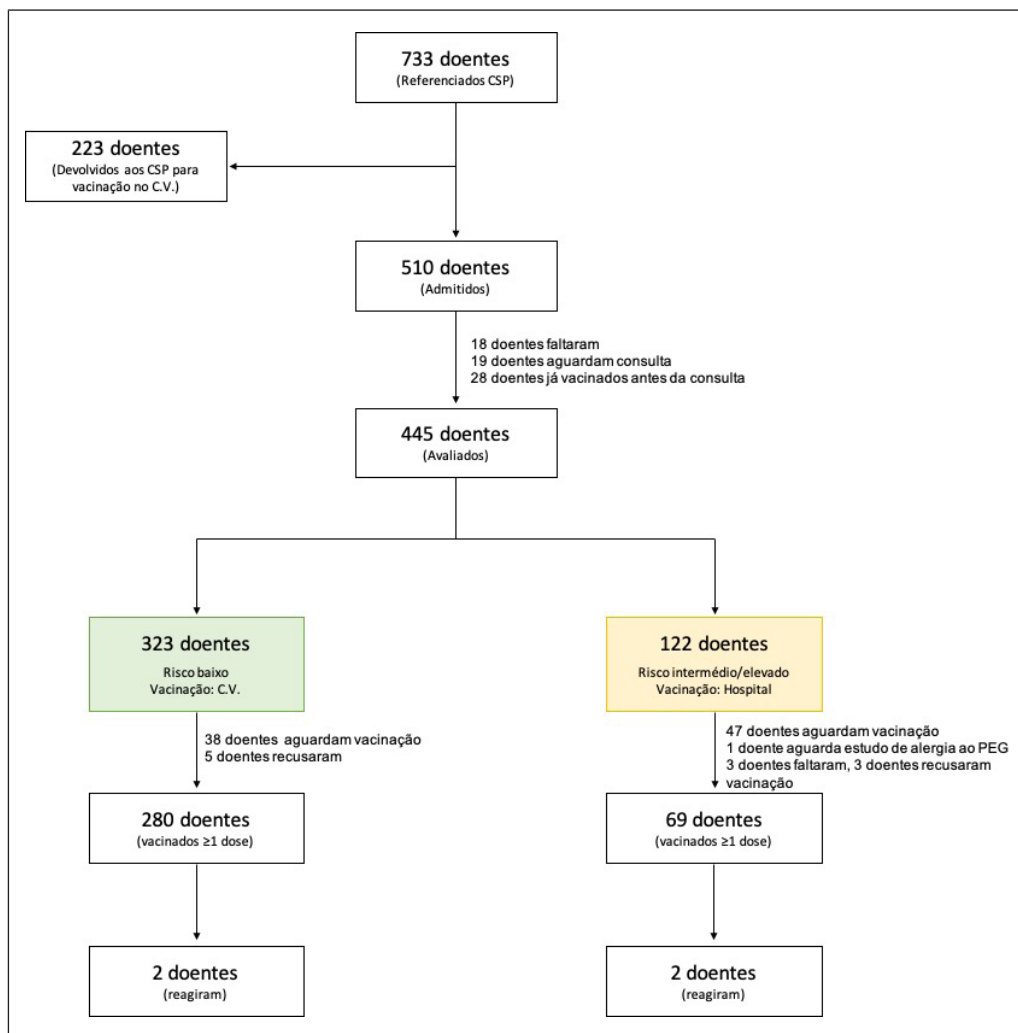 733 doentes
(Referenciados CSP)
223 doentes
(Devolvidos aos CSP para
vacinação no C.V.)
510 doentes
(Admitidos)
18 doentes faltaram
19 doentes aguardam consulta
28 doentes já vacinados antes da consulta
445 doentes
(Avaliados)
323 doentes
Risco baixo
Vacinação: C.V.
122 doentes
Risco intermédio/elevado
Vacinação: Hospital
38 doentes aguardam vacinação
5 doentes recusaram
47 doentes aguardam vacinação
1 doente aguarda estudo de alergia ao PEG
3 doentes faltaram, 3 doentes recusaram
vacinação
280 doentes
(vacinados ≥1 dose)
69 doentes
(vacinados ≥1 dose)
2 doentes
(reagiram)
2 doentes
(reagiram)